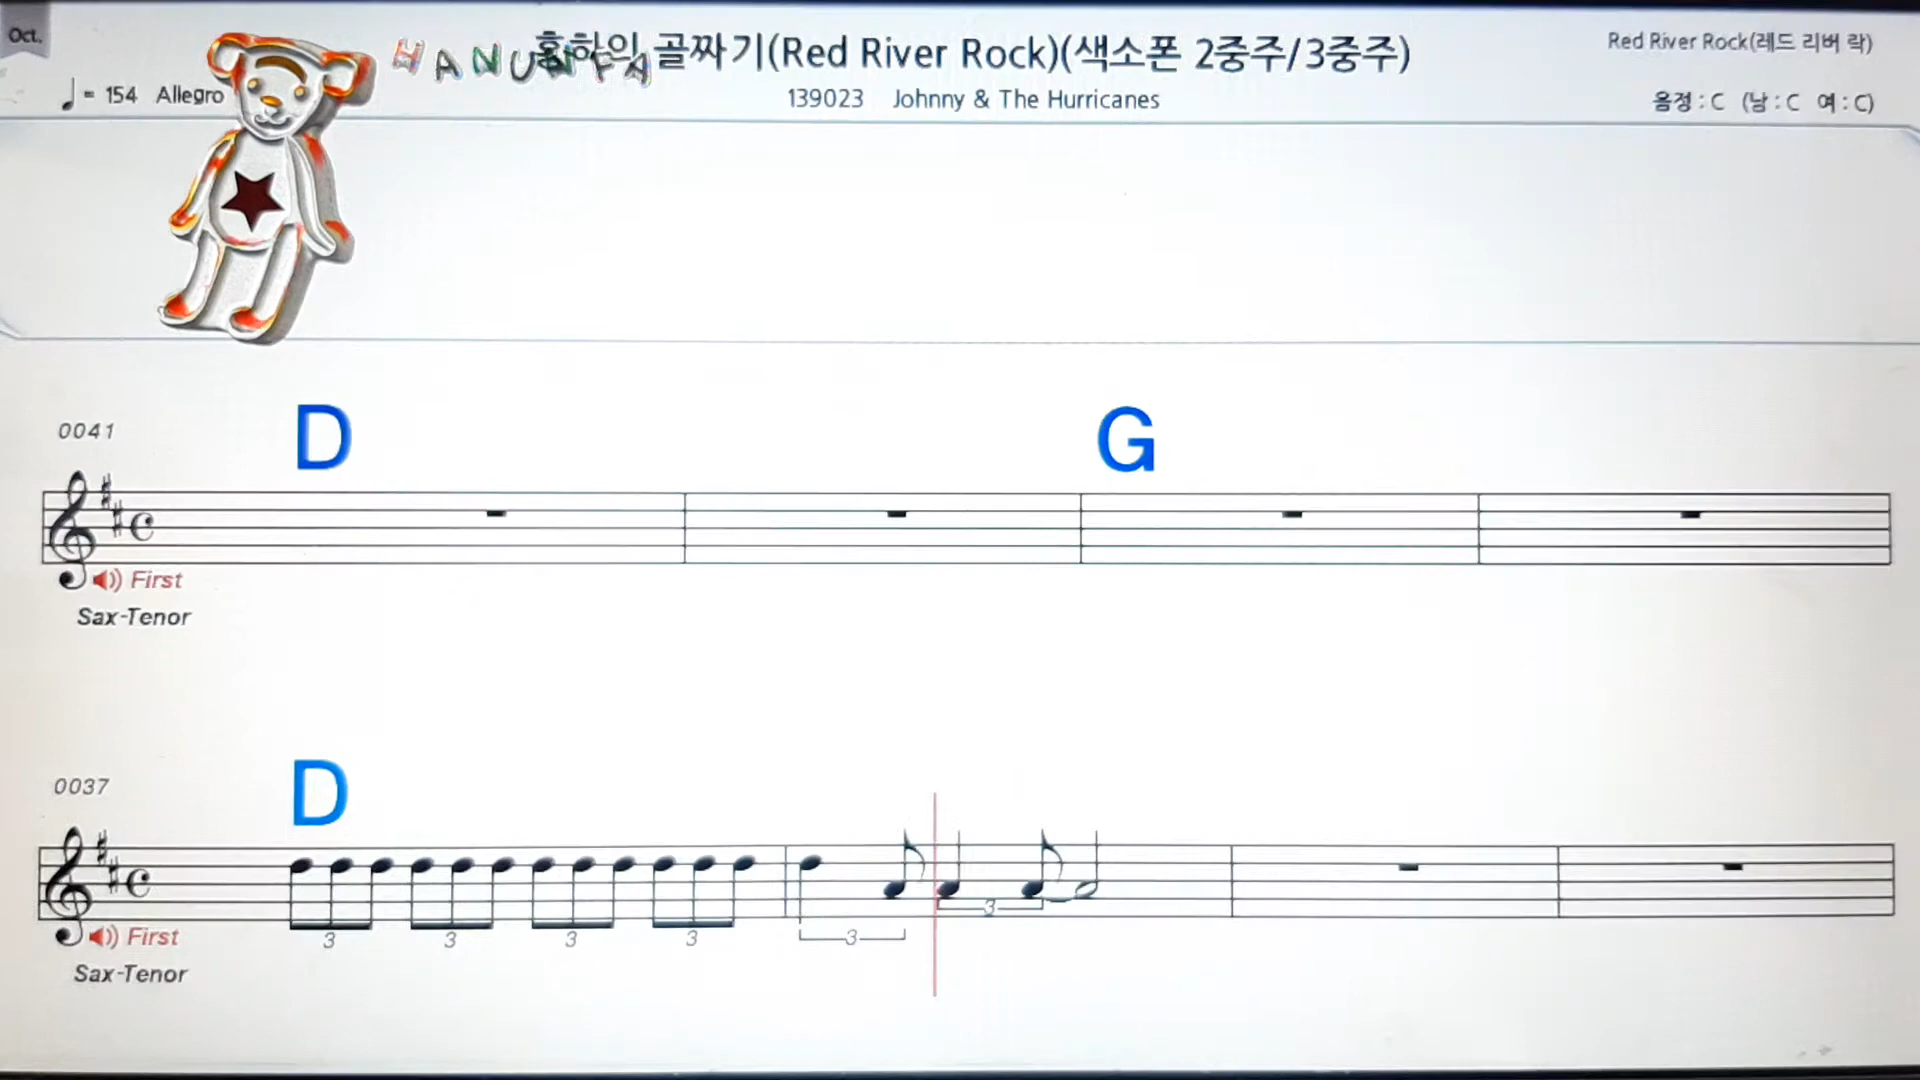 Oct.
HANUNFA
홍하의 골짜기(Red River Rock)(색소폰 2중주/3중주)
Red River Rock(레드 리버 락)
= 154 Allegro
139023 Johnny & The Hurricanes
음정 : C (남 : C 여 : C)
0041
D
G
First
Sax-Tenor
0037
D
3
3
3
3
3
3
First
Sax-Tenor